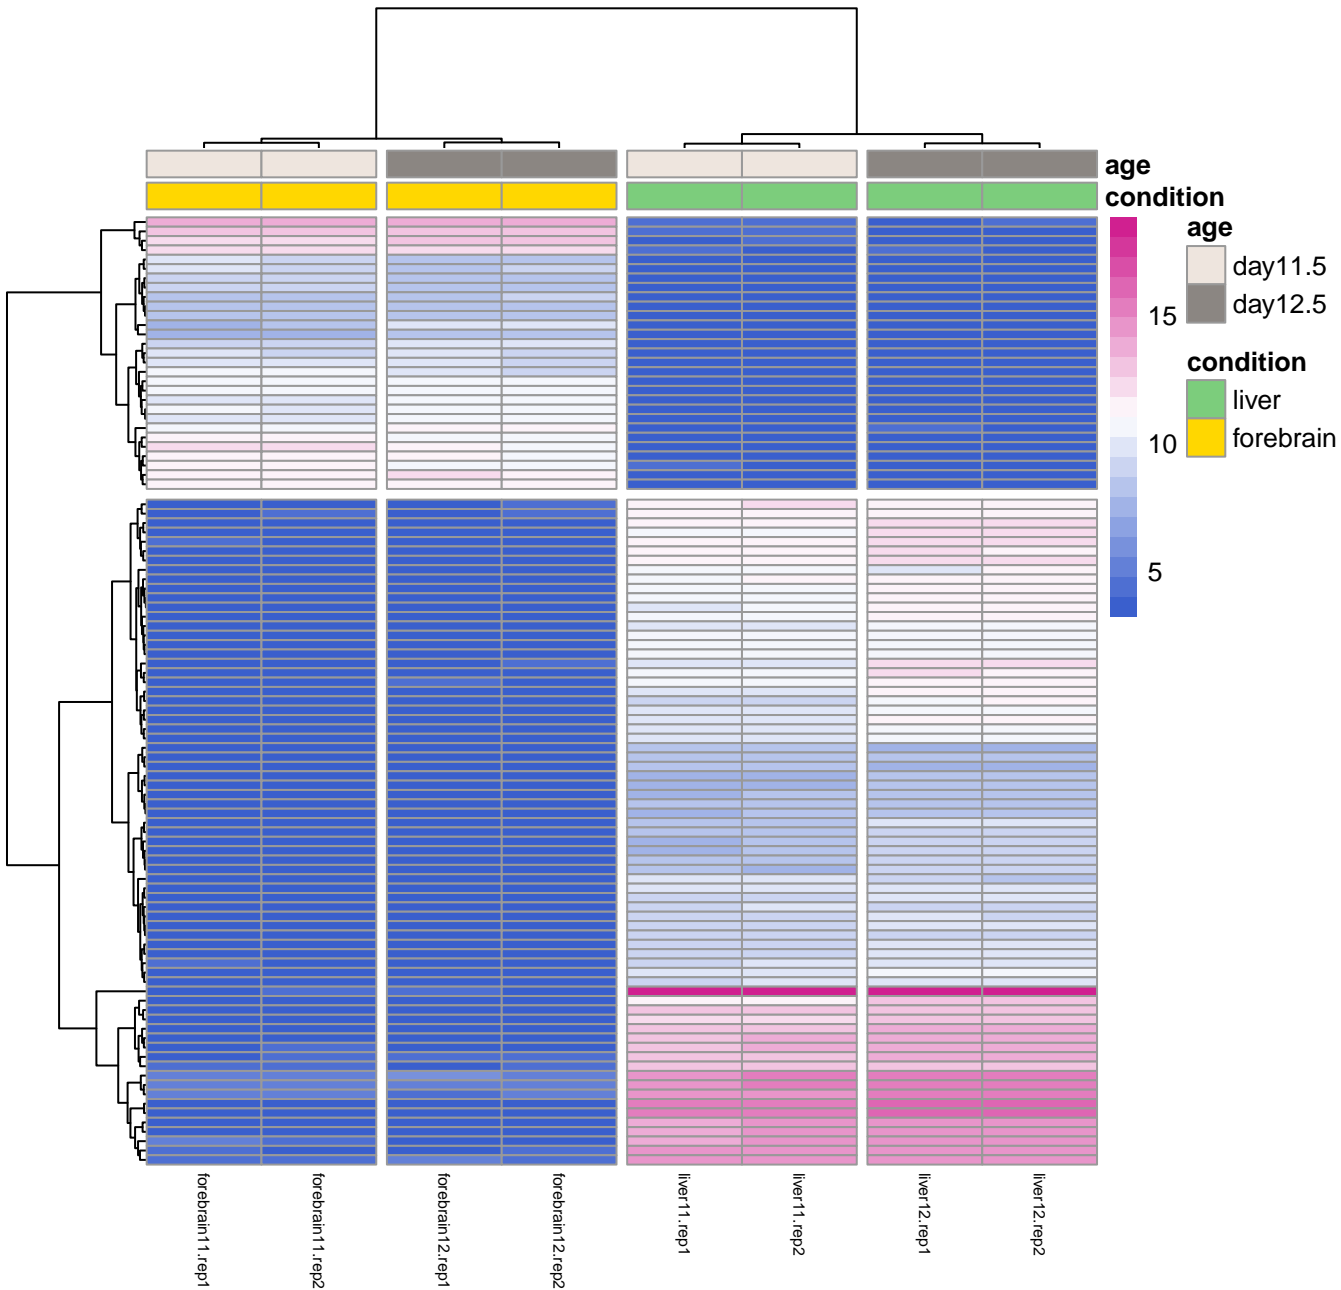 age
condition
15
10
5
age
day11.5
day12.5
condition
liver
forebrain
forebrain11.rep1
forebrain11.rep2
forebrain12.rep1
forebrain12.rep2
liver11.rep1
liver11.rep2
liver12.rep1
liver12.rep2